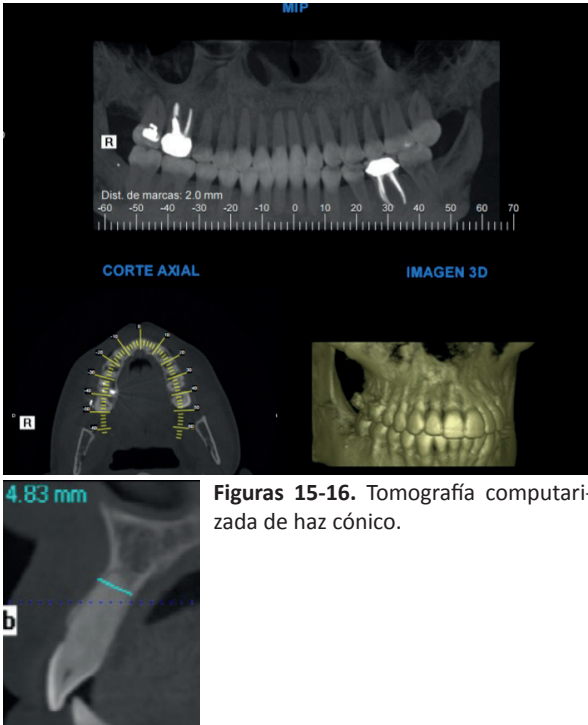 MIP
R
Dist. de marcas: 2.0 mm
-60 -50 -40 -30 -20 -10 0 10 20 30 40 50 60 70
CORTE AXIAL
IMAGEN 3D
R
4.83 mm
b
Figuras 15-16. Tomografía computari-
zada de haz cónico.